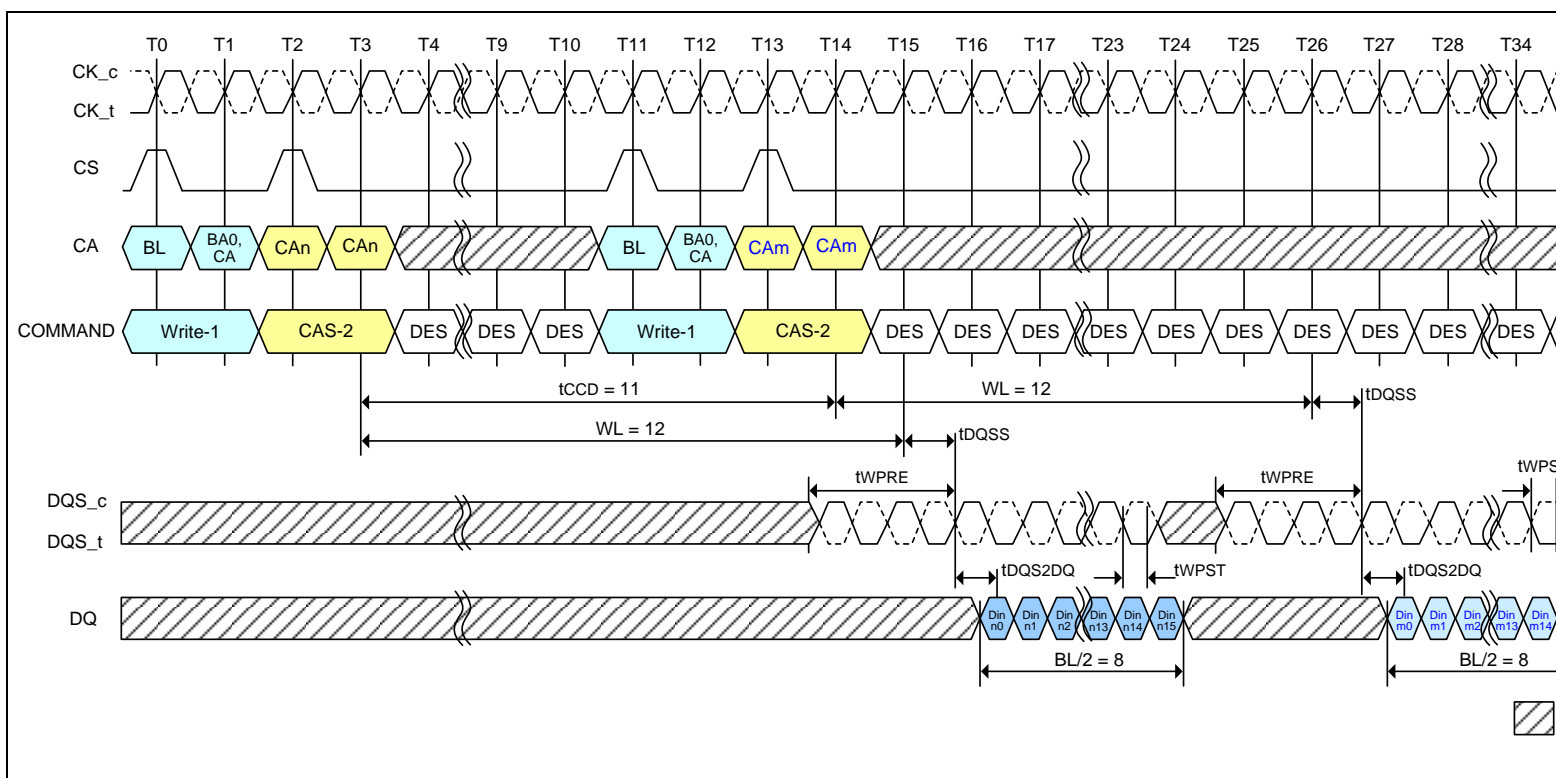 T0 T1 T2 T3 T4 T9 T10 T11 T12 T13 T14 T15 T16 T17 T23 T24 T25 T26 T27 T28 T34
CK_c
CK_t
CS
CA BL BA0, CA CAn CAn BL BA0, CA CAm CAm
COMMAND Write-1 CAS-2 DES DES DES Write-1 CAS-2 DES DES DES DES DES DES DES DES DES DES
tCCD = 11 WL = 12 tDQSS
WL = 12 tDQSS
tWPRE tWPRE tWPS
DQS_c
DQS_t
tDQS2DQ tWPST tDQS2DQ
DQ Din n0 Din n1 Din n2 Din n13 Din n14 Din n15 Din m0 Din m1 Din m2 Din m13 Din m14
BL/2 = 8 BL/2 = 8